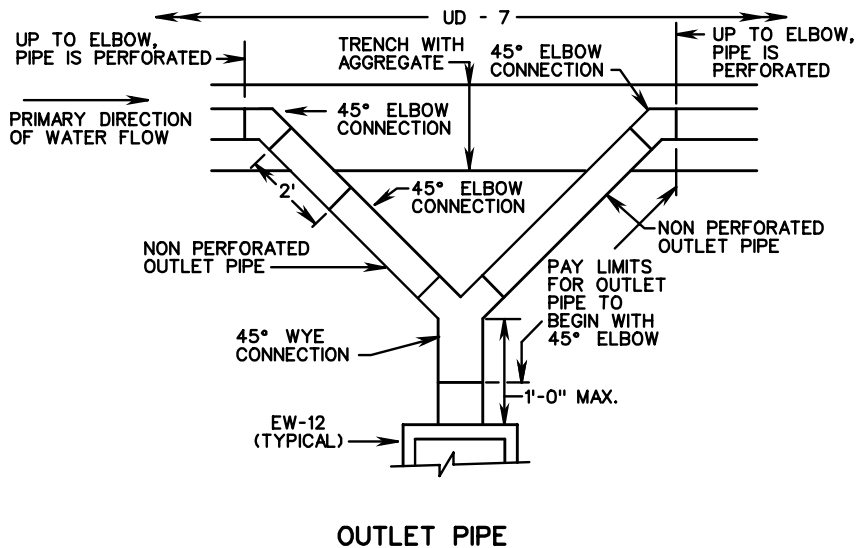 UD - 7
UP TO ELBOW,
PIPE IS PERFORATED
TRENCH WITH
AGGREGATE
45° ELBOW
CONNECTION
UP TO ELBOW,
PIPE IS
PERFORATED
PRIMARY DIRECTION
OF WATER FLOW
45° ELBOW
CONNECTION
2'
45° ELBOW
CONNECTION
NON PERFORATED
OUTLET PIPE
NON PERFORATED
OUTLET PIPE
PAY LIMITS
FOR OUTLET
PIPE TO
BEGIN WITH
45° ELBOW
45° WYE
CONNECTION
1'-0" MAX.
EW-12
(TYPICAL)
OUTLET PIPE